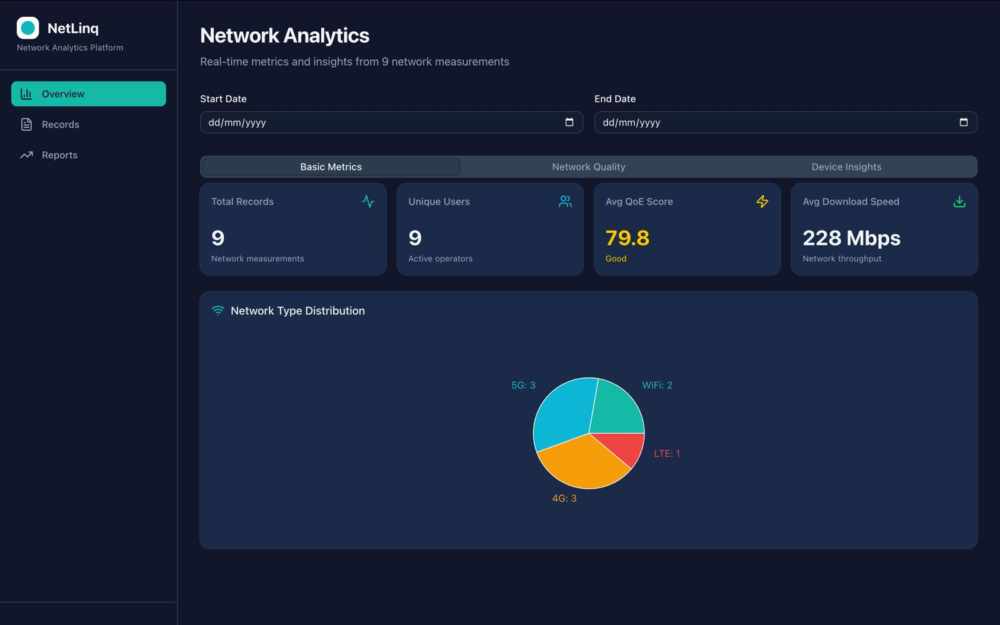 NetLinq
Network Analytics Platform
Overview
Records
Reports
Network Analytics
Real-time metrics and insights from 9 network measurements
Start Date
End Date
dd/mm/yyyy
dd/mm/yyyy
Basic Metrics
Network Quality
Device Insights
Total Records
9
Network measurements
Unique Users
9
Active operators
Avg QoE Score
79.8
Good
Avg Download Speed
228 Mbps
Network throughput
Network Type Distribution
5G: 3
WiFi: 2
LTE: 1
4G: 3